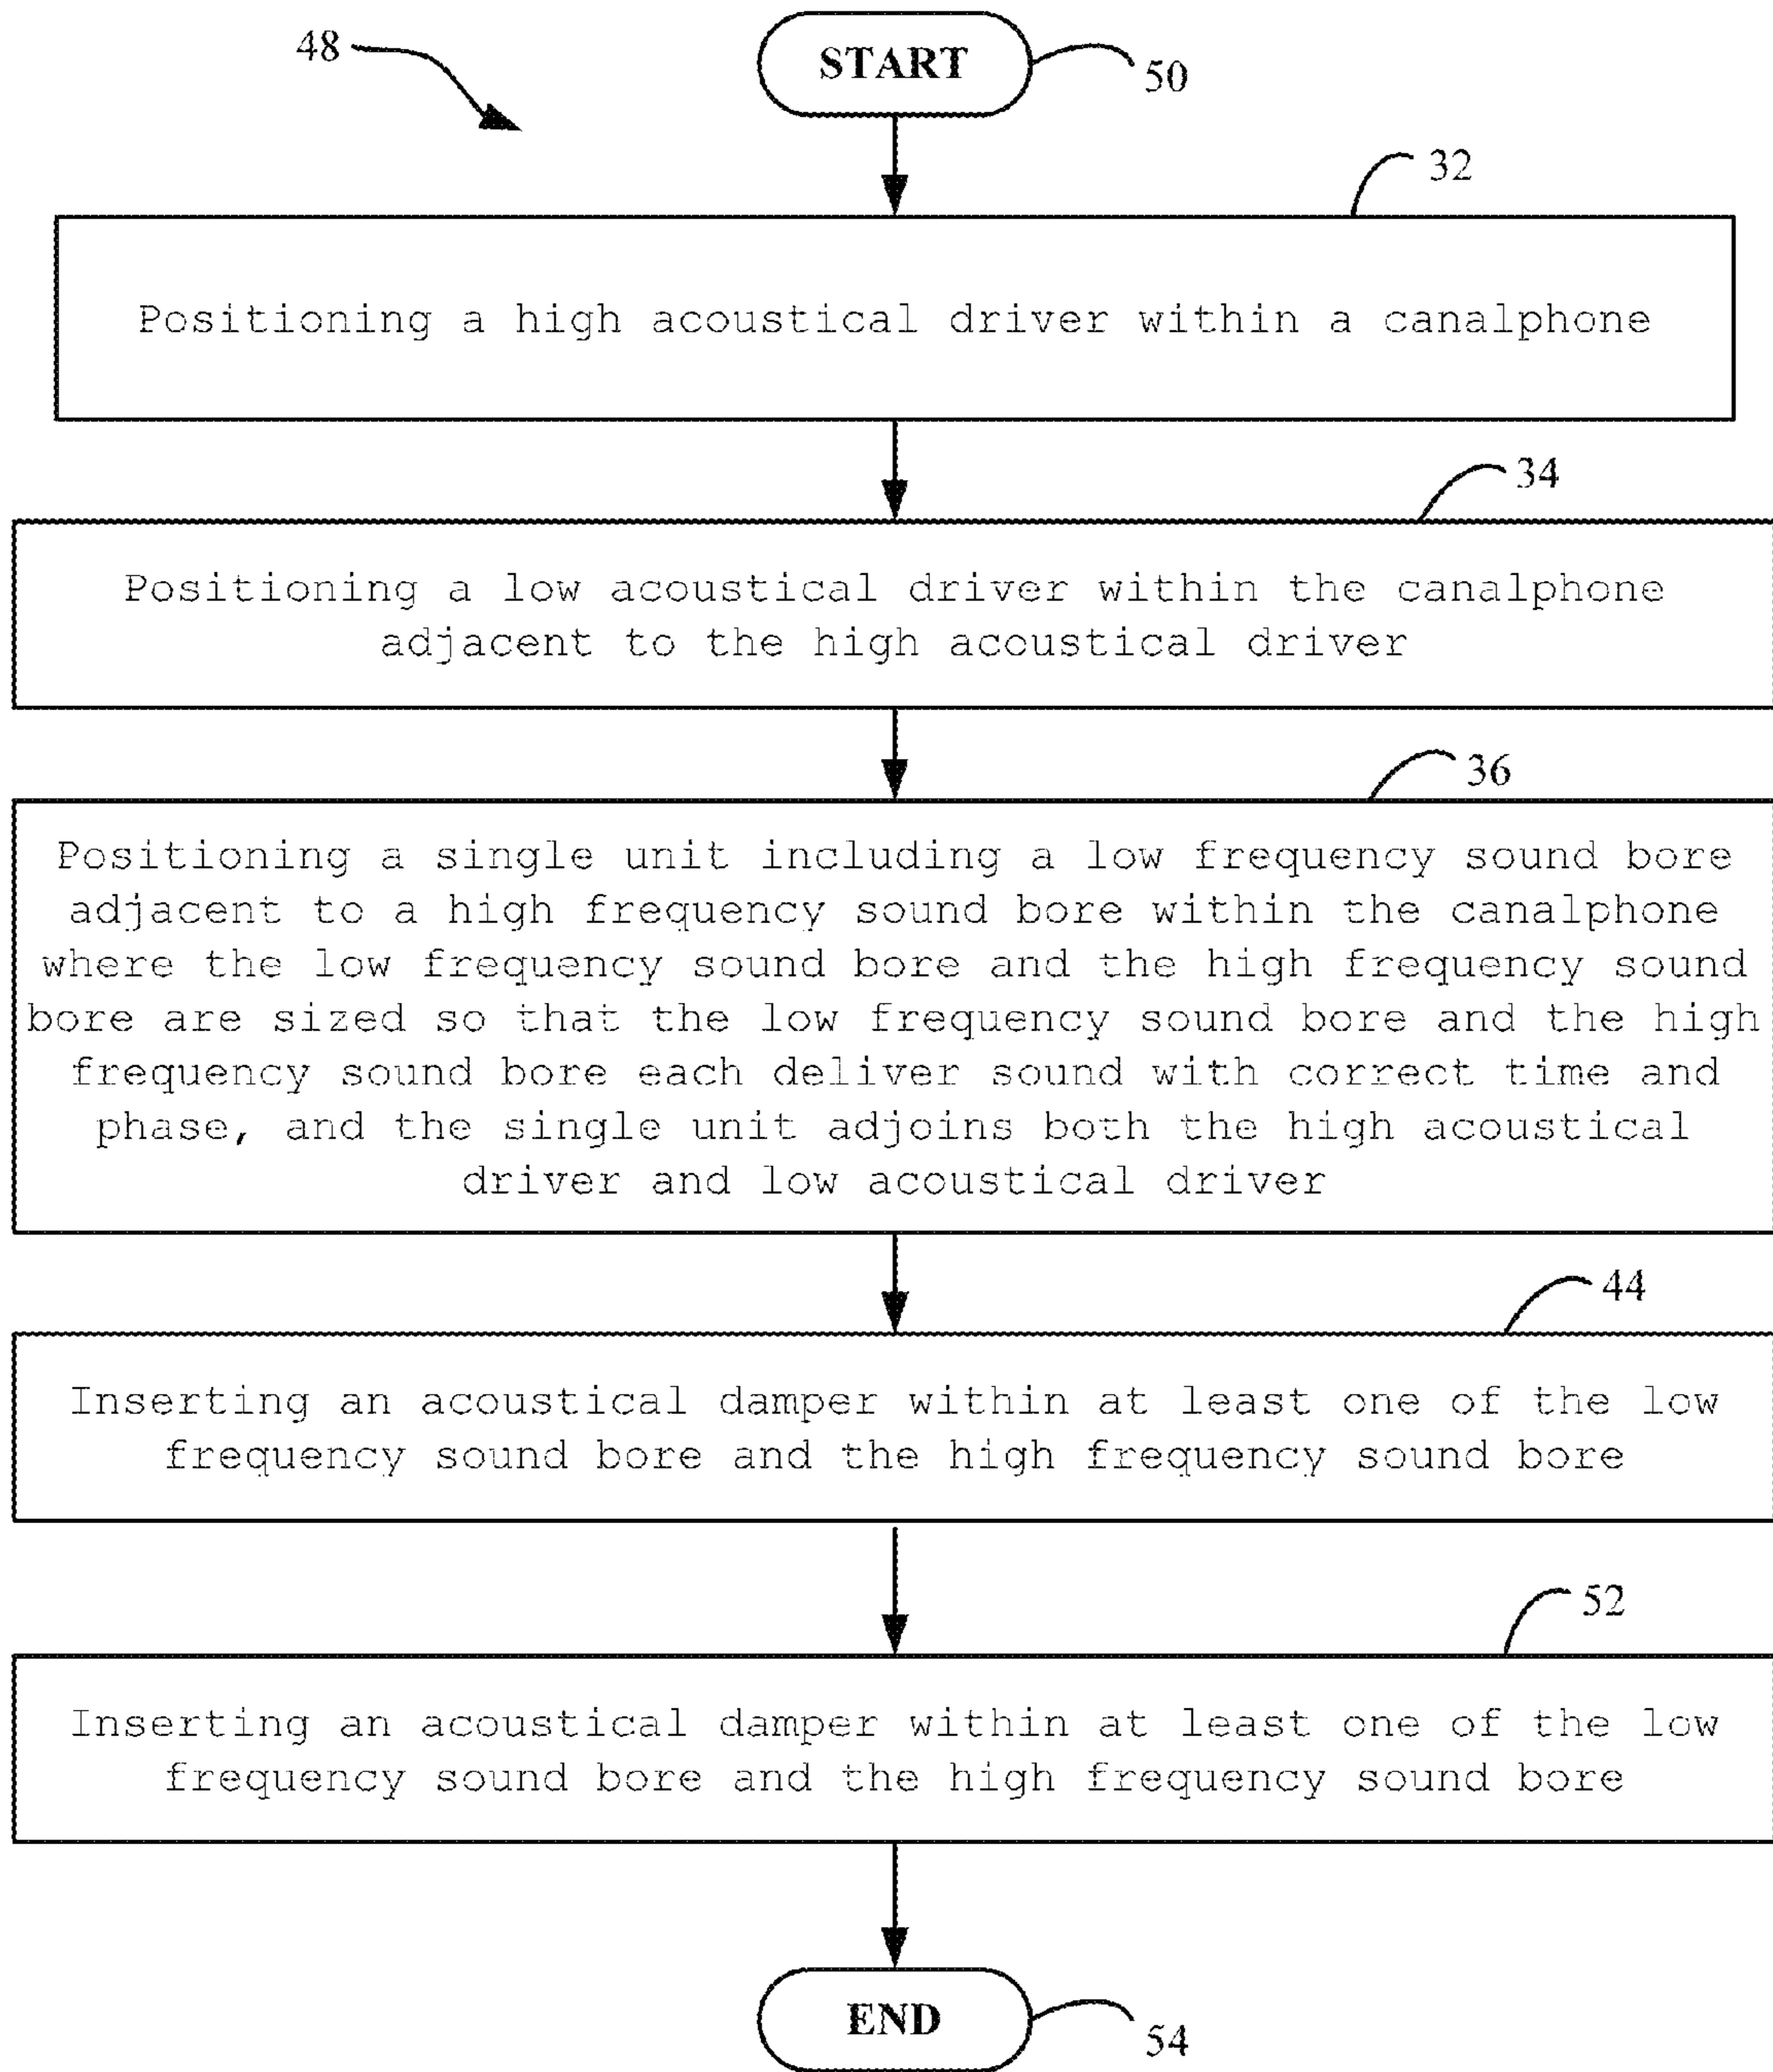 48
START
50
32
Positioning a high acoustical driver within a canalphone
34
Positioning a low acoustical driver within the canalphone
adjacent to the high acoustical driver
36
Positioning a single unit including a low frequency sound bore
adjacent to a high frequency sound bore within the canalphone
where the low frequency sound bore and the high frequency sound
bore are sized so that the low frequency sound bore and the high
frequency sound bore each deliver sound with correct time and
phase, and the single unit adjoins both the high acoustical
driver and low acoustical driver
44
Inserting an acoustical damper within at least one of the low
frequency sound bore and the high frequency sound bore
52
Inserting an acoustical damper within at least one of the low
frequency sound bore and the high frequency sound bore
END
54